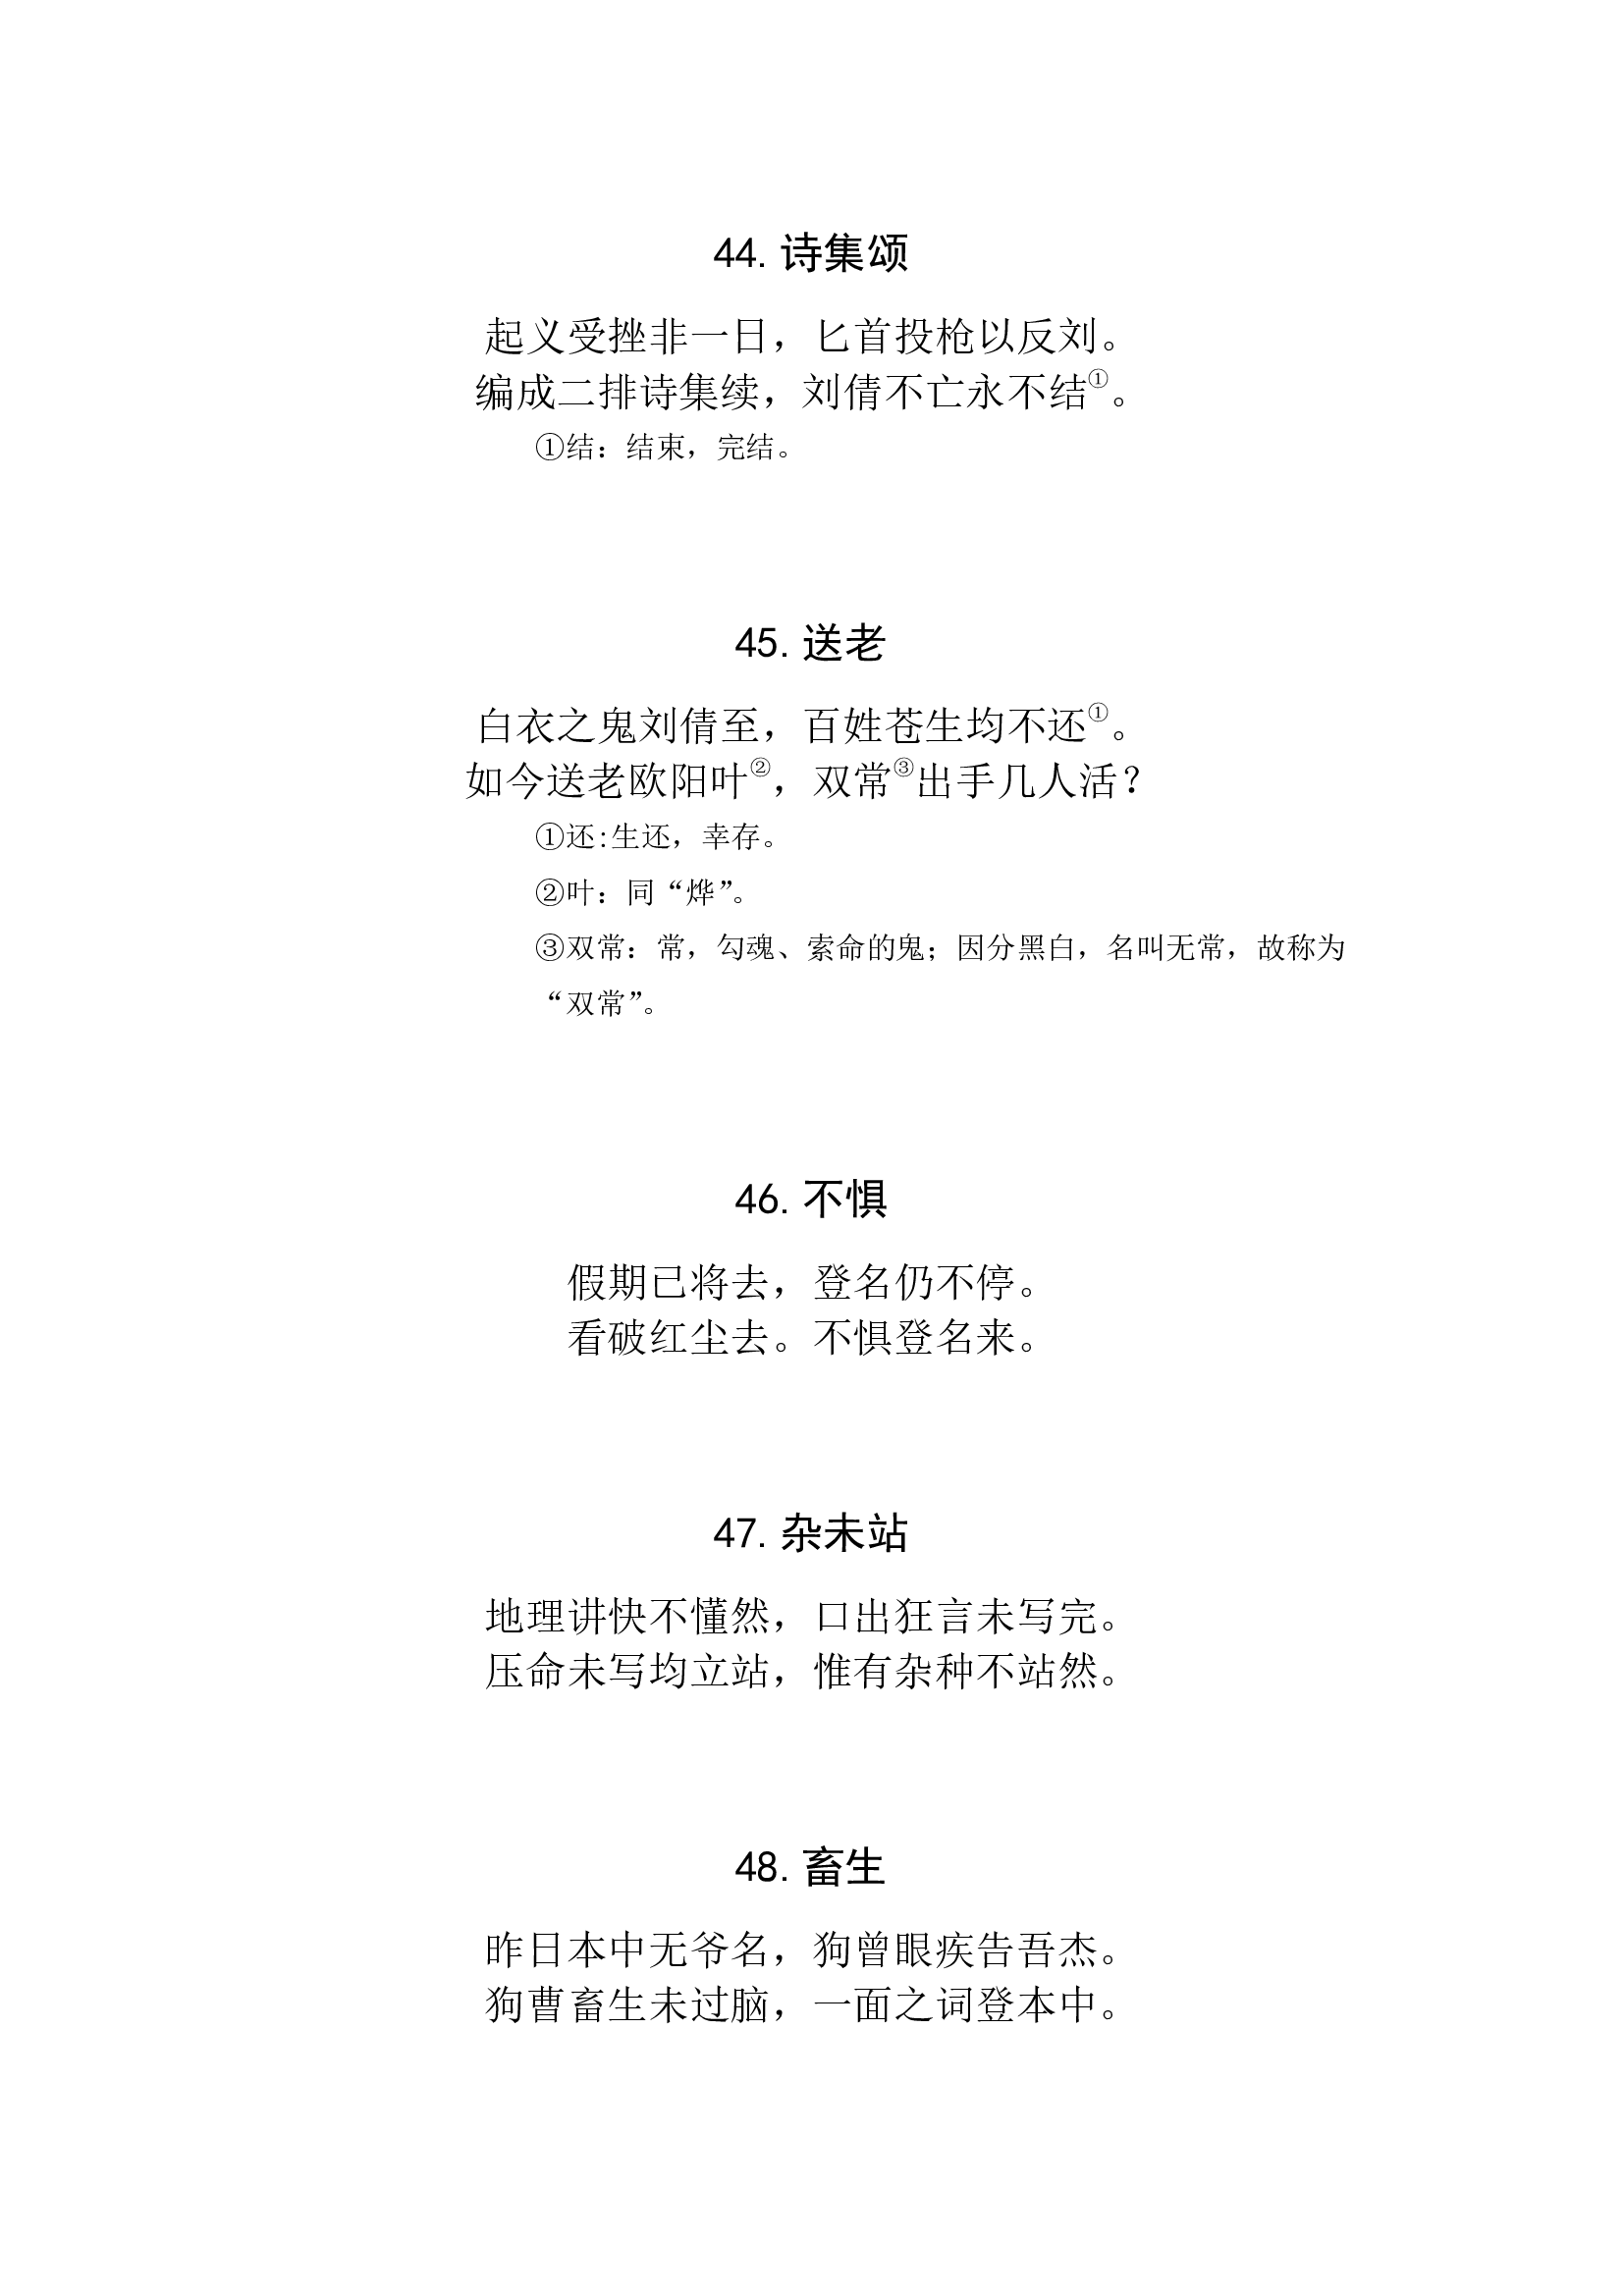 44.诗集颂
起义受挫非一日，匕首投枪以反刘。
编成二排诗集续，刘倩不亡永不结①。
①结：结束，完结。
45.送老
白衣之鬼刘倩至，百姓苍生均不还①。
如今送老欧阳叶②，双常③出手几人活？
①还:生还，幸存。
②叶：同“烨”。
③双常：常，勾魂、索命的鬼；因分黑白，名叫无常，故称为
“双常”。
46.不惧
假期已将去，登名仍不停。
看破红尘去。不惧登名来。
47.杂未站
地理讲快不懂然，口出狂言未写完。
压命未写均立站，惟有杂种不站然。
48.畜生
昨日本中无爷名，狗曾眼疾告吾杰。
狗曹畜生未过脑，一面之词登本中。